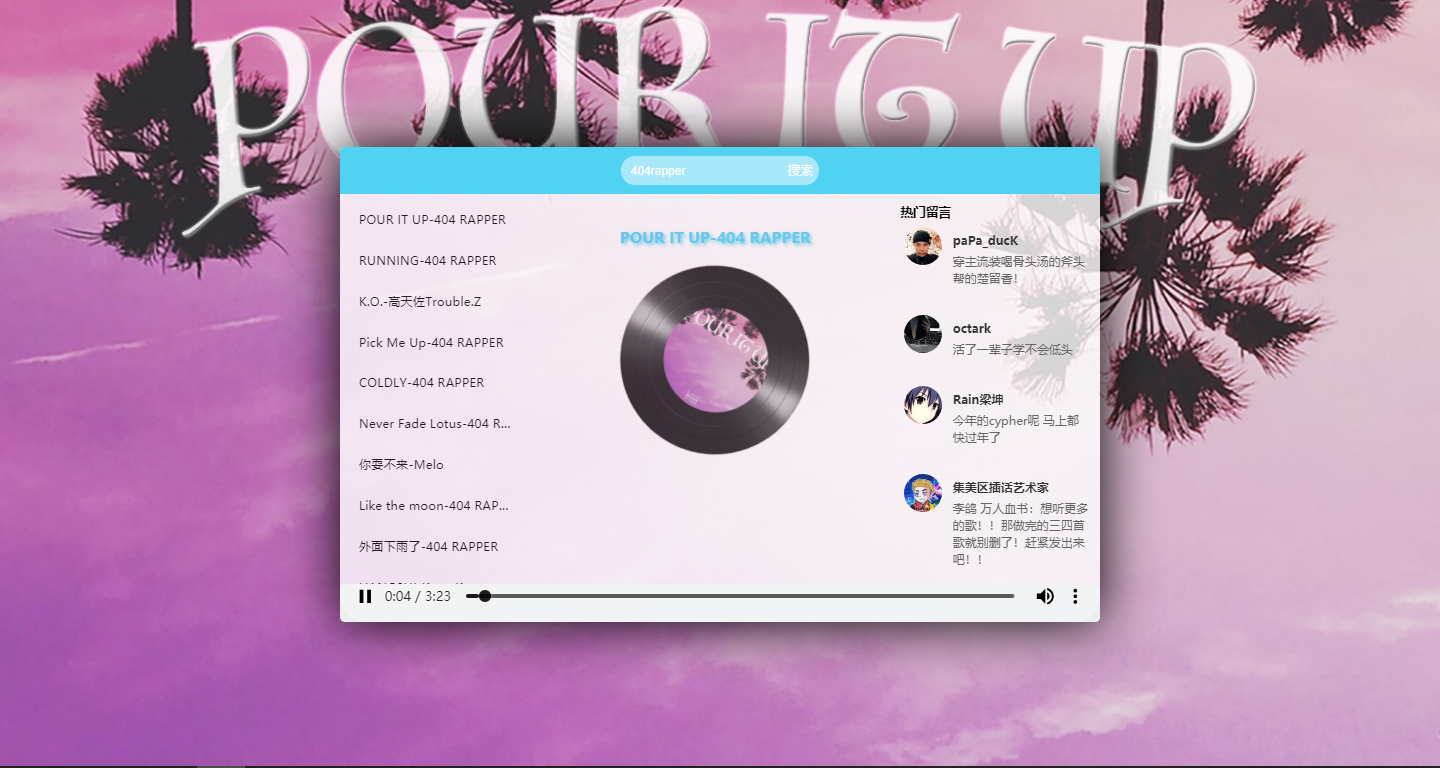 POUR IT UP
404rapper 搜索
POUR IT UP-404 RAPPER
RUNNING-404 RAPPER
K.O.-高天佐Trouble.Z
Pick Me Up-404 RAPPER
COLDLY-404 RAPPER
Never Fade Lotus-404 R...
你耍不来-Melo
Like the moon-404 RAP...
外面下雨了-404 RAPPER
POUR IT UP-404 RAPPER
POUR IT UP
热门留言
paPa_ducK
穿主流装喝骨头汤的斧头
帮的楚留香！
octark
活了一辈子学不会低头
Rain梁坤
今年的cypher呢 马上都
快过年了
集美区插话艺术家
李鸽 万人血书：想听更多
的歌！！那做完的三四首
歌就别删了！赶紧发出来
吧！！
0:04 / 3:23